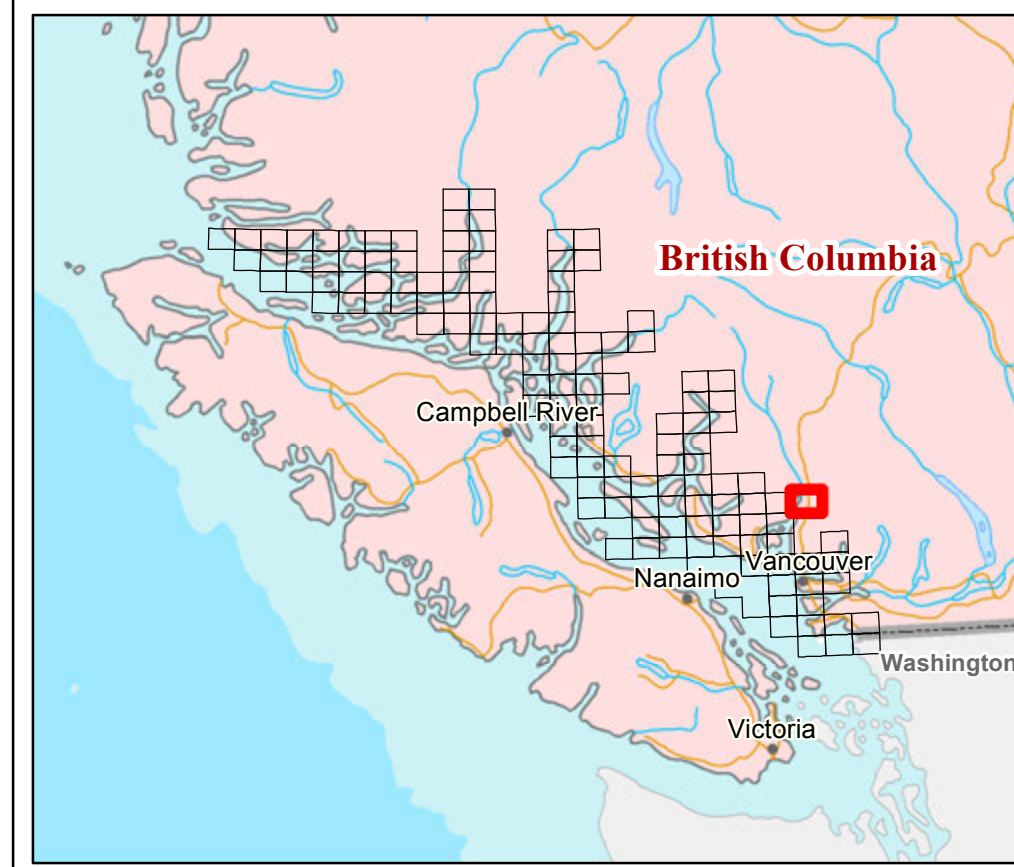 British Columbia
Campbell River
Vancouver
Nanaimo
Washington
Victoria